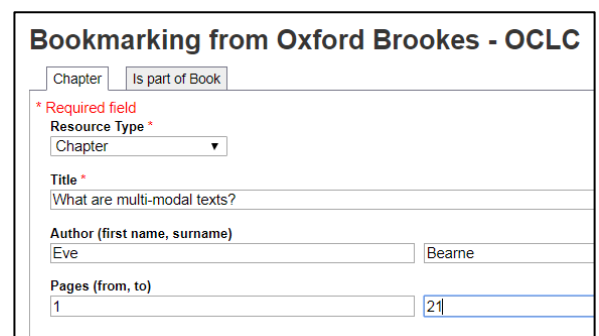 Bookmarking from Oxford Brookes - OCLC
Chapter Is part of Book
* Required field
Resource Type *
Chapter
Title *
What are multi-modal texts?
Author (first name, surname)
Eve Bearne
Pages (from, to)
1 21